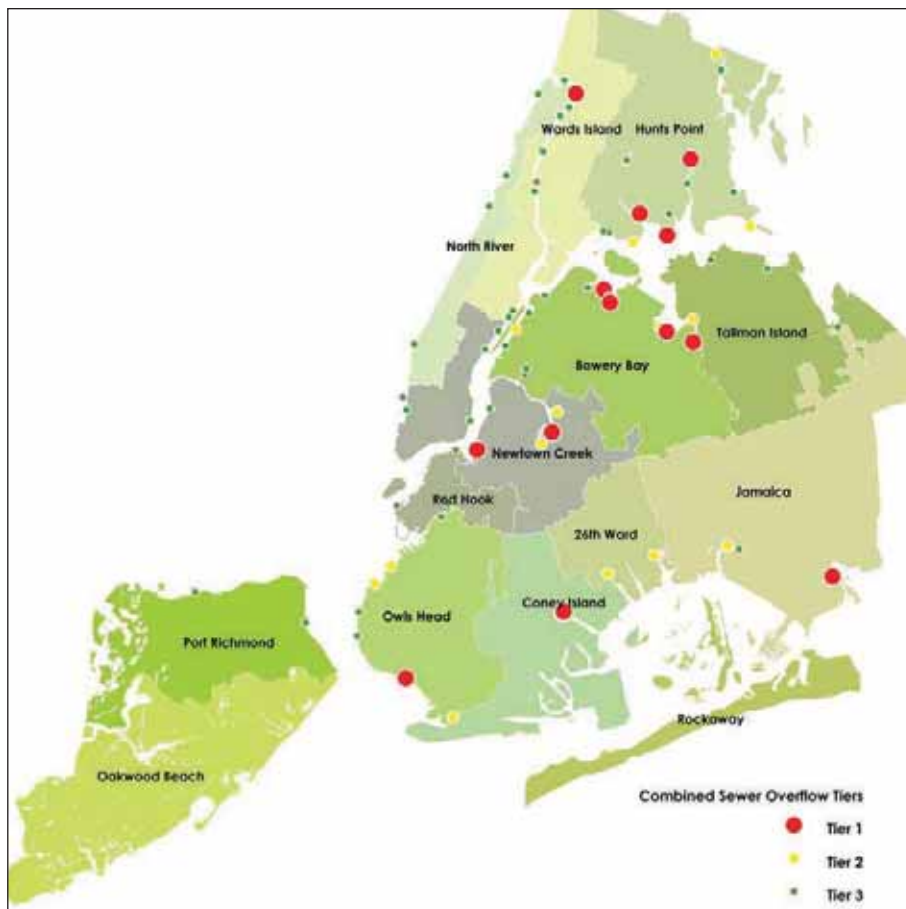 Wards Island
Hunts Point
North River
Tallman Island
Bowery Bay
Newtown Creek
Jamaica
Red Hook
26th Ward
Coney Island
Owls Head
Port Richmond
Rockaway
Oakwood Beach
Combined Sewer Overflow Tiers
Tier 1
Tier 2
Tier 3